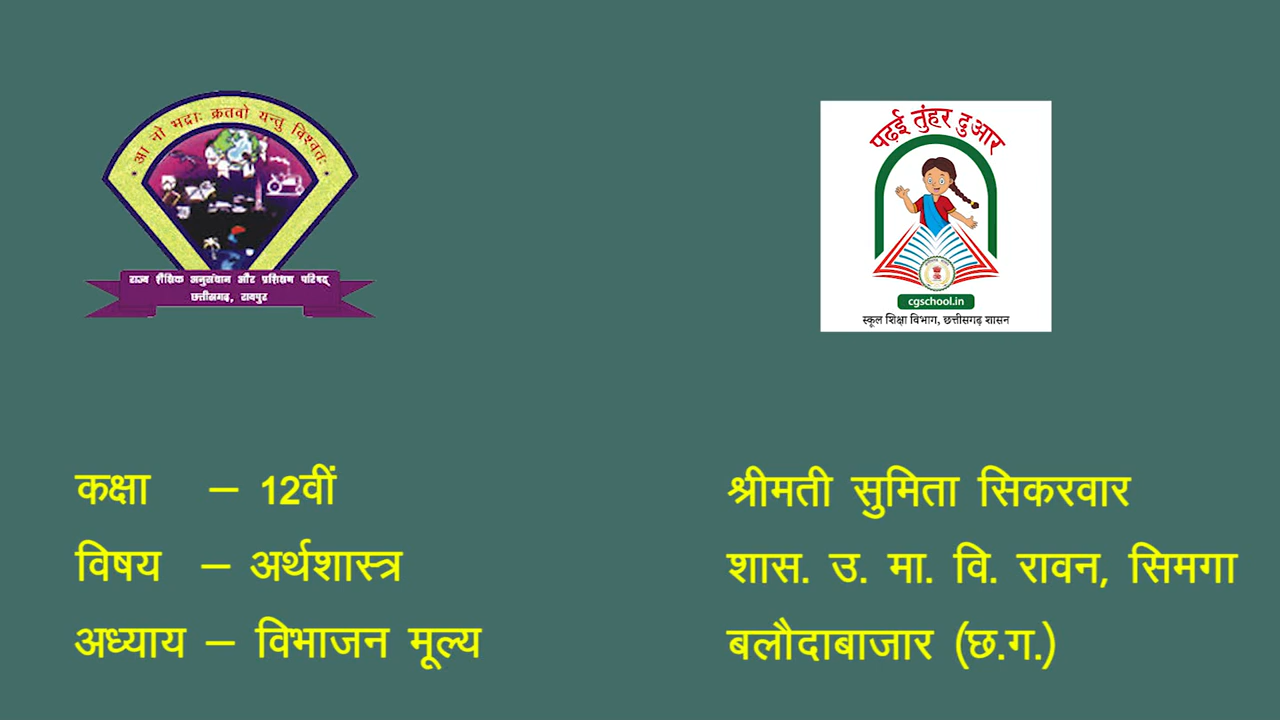 आ नो भद्राः क्रतवो यन्तु विश्वतः
राज्य शैक्षिक अनुसंधान और प्रशिक्षण परिषद्
छत्तीसगढ़, रायपुर
पढई तुंहर दुआर
cgschool.in
स्कूल शिक्षा विभाग, छत्तीसगढ़ शासन
कक्षा – 12वीं
विषय – अर्थशास्त्र
अध्याय – विभाजन मूल्य
श्रीमती सुमिता सिकरवार
शास. उ. मा. वि. रावन, सिमगा
बलौदाबाजार (छ.ग.)